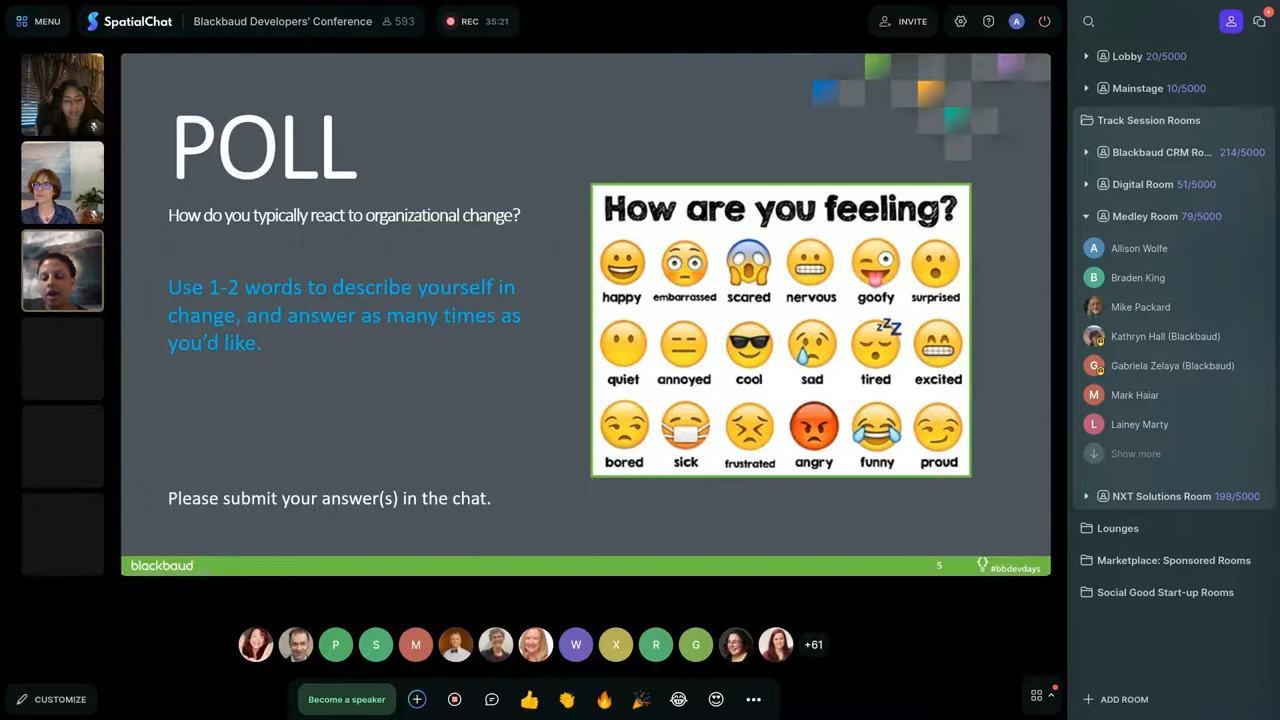 MENU
SpatialChat
Blackbaud Developers' Conference
593
REC 35:21
INVITE
A
POLL
How do you typically react to organizational change?
Use 1-2 words to describe yourself in
change, and answer as many times as
you'd like.
Please submit your answer(s) in the chat.
How are you feeling?
happy embarrassed scared nervous goofy surprised
zzZ
quiet annoyed cool sad tired excited
bored sick frustrated angry funny proud
blackbaud
5
#bbdevdays
P S M W X R G +61
CUSTOMIZE
Become a speaker
Lobby 20/5000
Mainstage 10/5000
Track Session Rooms
Blackbaud CRM Ro... 214/5000
Digital Room 51/5000
Medley Room 79/5000
A Allison Wolfe
B Braden King
Mike Packard
Kathryn Hall (Blackbaud)
G Gabriela Zelaya (Blackbaud)
M Mark Haiar
L Lainey Marty
Show more
NXT Solutions Room 198/5000
Lounges
Marketplace: Sponsored Rooms
Social Good Start-up Rooms
ADD ROOM